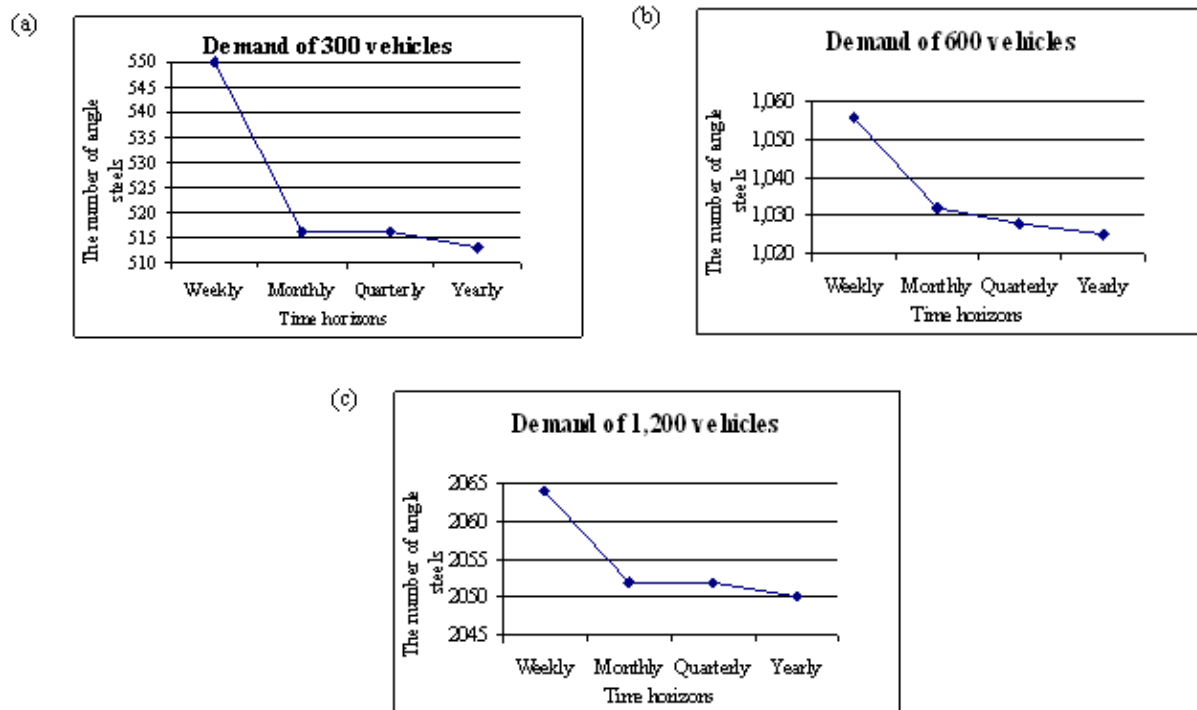 (a)
Demand of 300 vehicles
The number of angle
steels
550
545
540
535
530
525
520
515
510
Weekly Monthly Quarterly Yearly
Time horizons
(b)
Demand of 600 vehicles
The number of angle
steels
1,060
1,050
1,040
1,030
1,020
Weekly Monthly Quarterly Yearly
Time horizons
(c)
Demand of 1,200 vehicles
The number of angle
steels
2065
2060
2055
2050
2045
Weekly Monthly Quarterly Yearly
Time horizons